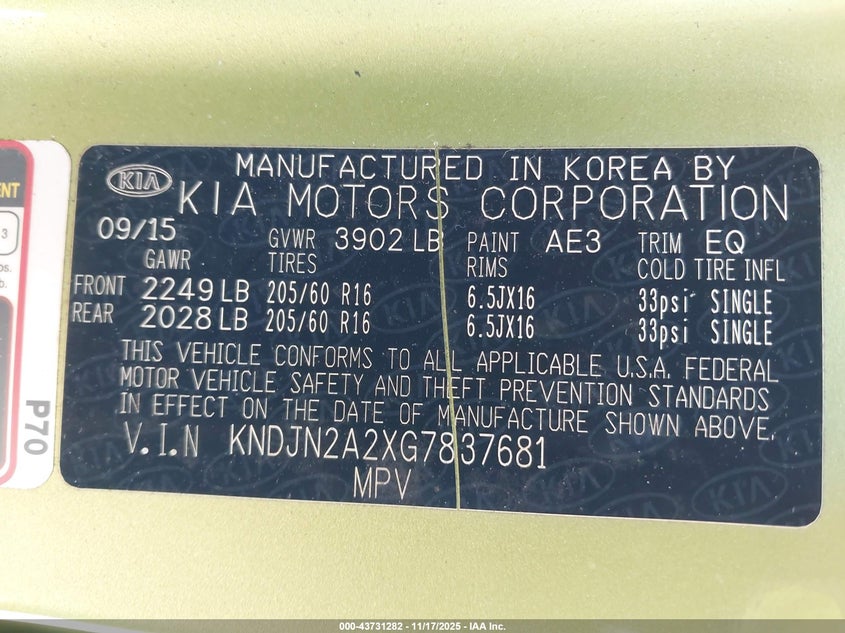 MANUFACTURED IN KOREA BY
KIA KIA MOTORS CORPORATION
09/15 GVWR 3902 LB PAINT AE3 TRIM EQ
GAWR TIRES RIMS COLD TIRE INFL
FRONT 2249 LB 205/60 R16 6.5JX16 33psi SINGLE
REAR 2028 LB 205/60 R16 6.5JX16 33psi SINGLE
THIS VEHICLE CONFORMS TO ALL APPLICABLE U.S.A. FEDERAL
MOTOR VEHICLE SAFETY AND THEFT PREVENTION STANDARDS
IN EFFECT ON THE DATE OF MANUFACTURE SHOWN ABOVE.
V.I.N KNDJN2A2XG7837681
MPV
P70
000-43731282 - 11/17/2025 - IAA Inc.